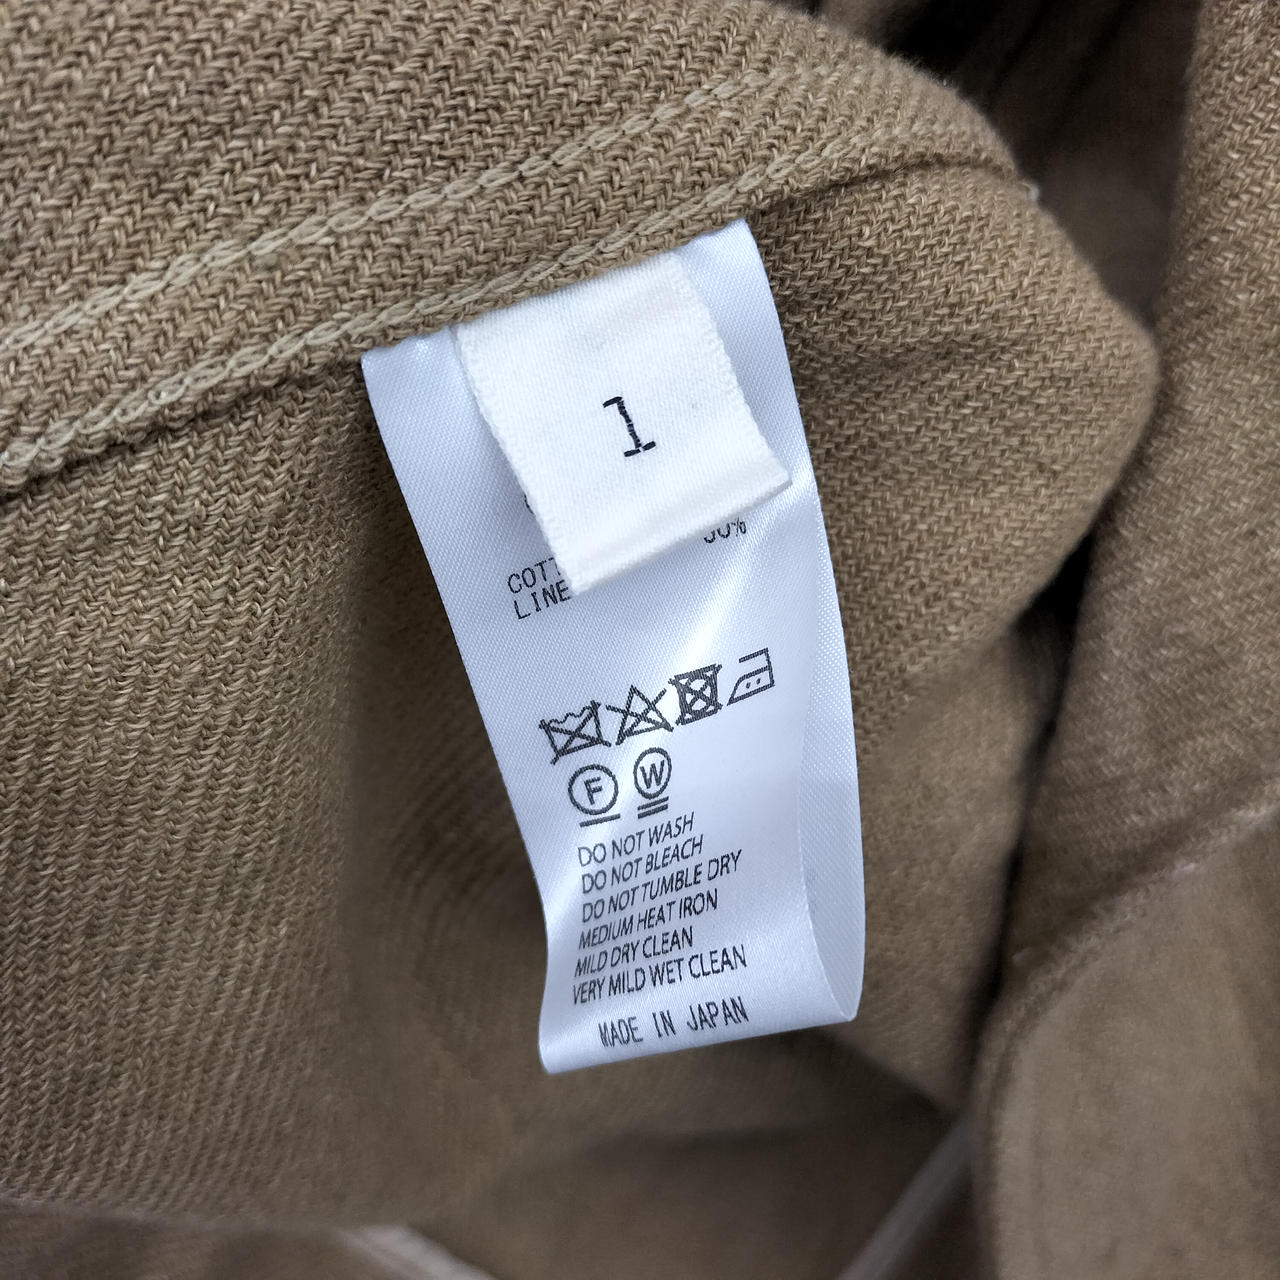 1
COTT
LINE
F W
DO NOT WASH
DO NOT BLEACH
DO NOT TUMBLE DRY
MEDIUM HEAT IRON
MILD DRY CLEAN
VERY MILD WET CLEAN
MADE IN JAPAN